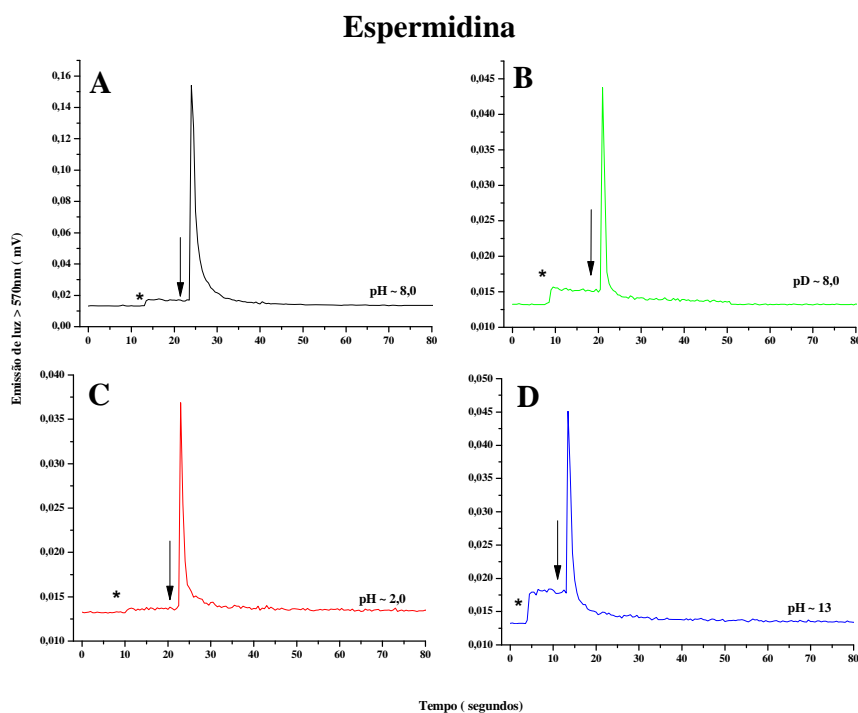 Espermidina
Emissão de luz > 570nm ( mV)
A
0,16
0,14
0,12
0,10
0,08
0,06
0,04
0,02
0,00
*
pH ~ 8,0
0 10 20 30 40 50 60 70 80
B
0,045
0,040
0,035
0,030
0,025
0,020
0,015
0,010
*
pD ~ 8,0
0 10 20 30 40 50 60 70 80
C
0,040
0,035
0,030
0,025
0,020
0,015
0,010
*
pH ~ 2,0
0 10 20 30 40 50 60 70 80
D
0,050
0,045
0,040
0,035
0,030
0,025
0,020
0,015
0,010
*
pH ~ 13
0 10 20 30 40 50 60 70 80
Tempo ( segundos)